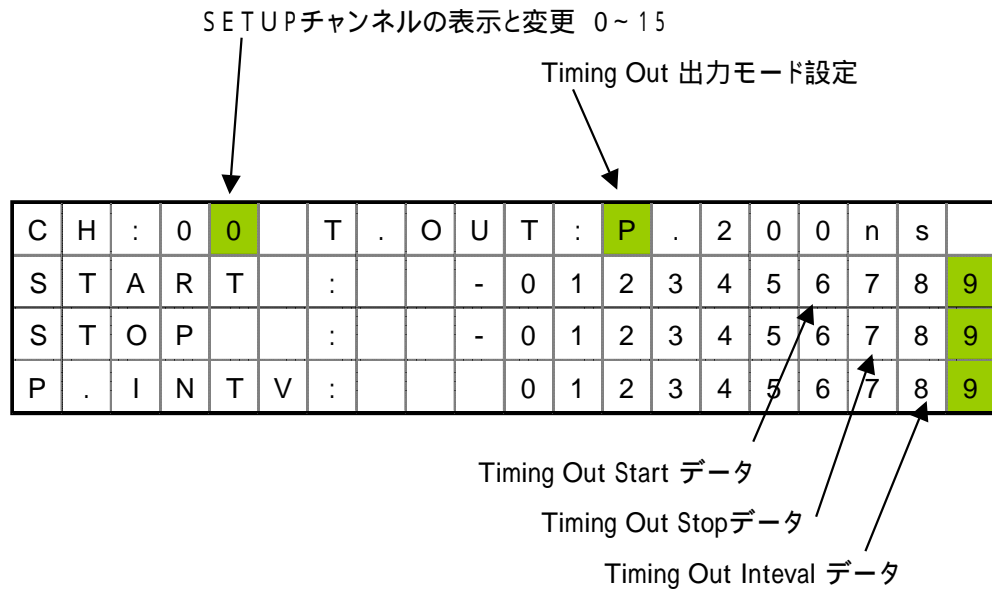 SETUPチャンネルの表示と変更 0~15
Timing Out 出力モード設定
CH:00 T.OUT:P.200ns
START : -0123456789
STOP : -0123456789
P.INTV: 0123456789
Timing Out Start データ
Timing Out Stopデータ
Timing Out Inteval データ